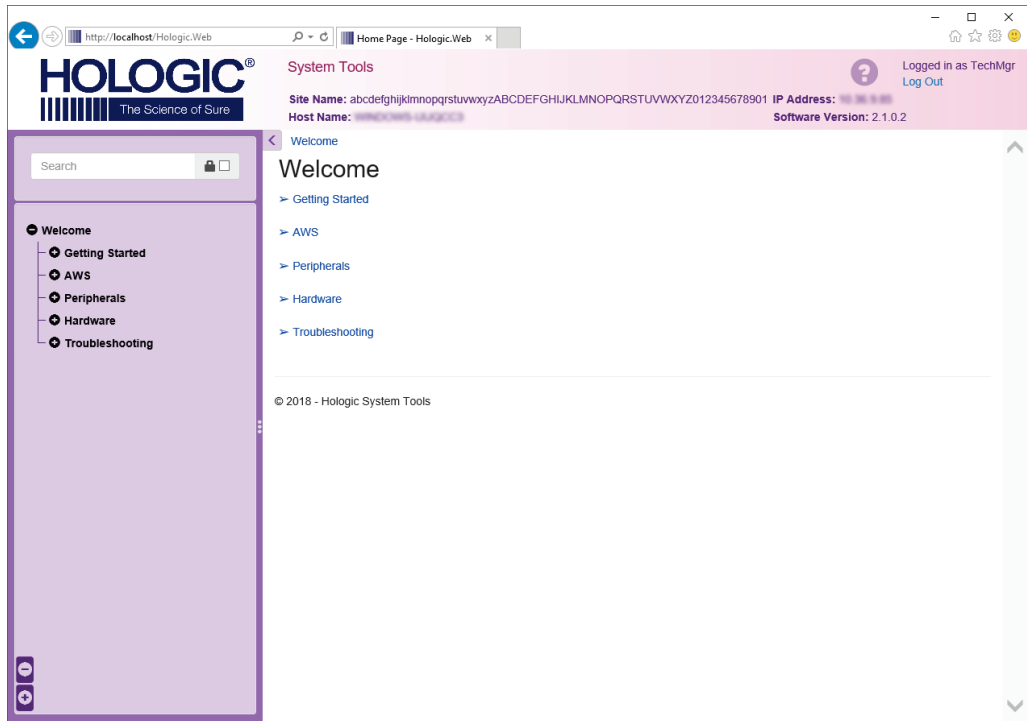 http://localhost/Hologic.Web
Home Page - Hologic.Web
HOLOGIC®
The Science of Sure
System Tools
Logged in as TechMgr
Log Out
Site Name: abcdefghijklmnopqrstuvwxyzABCDEFGHIJKLMNOPQRSTUVWXYZ012345678901 IP Address:
Host Name:
Software Version: 2.1.0.2
Search
Welcome
Getting Started
AWS
Peripherals
Hardware
Troubleshooting
Welcome
Welcome
➢ Getting Started
➢ AWS
➢ Peripherals
➢ Hardware
➢ Troubleshooting
© 2018 - Hologic System Tools